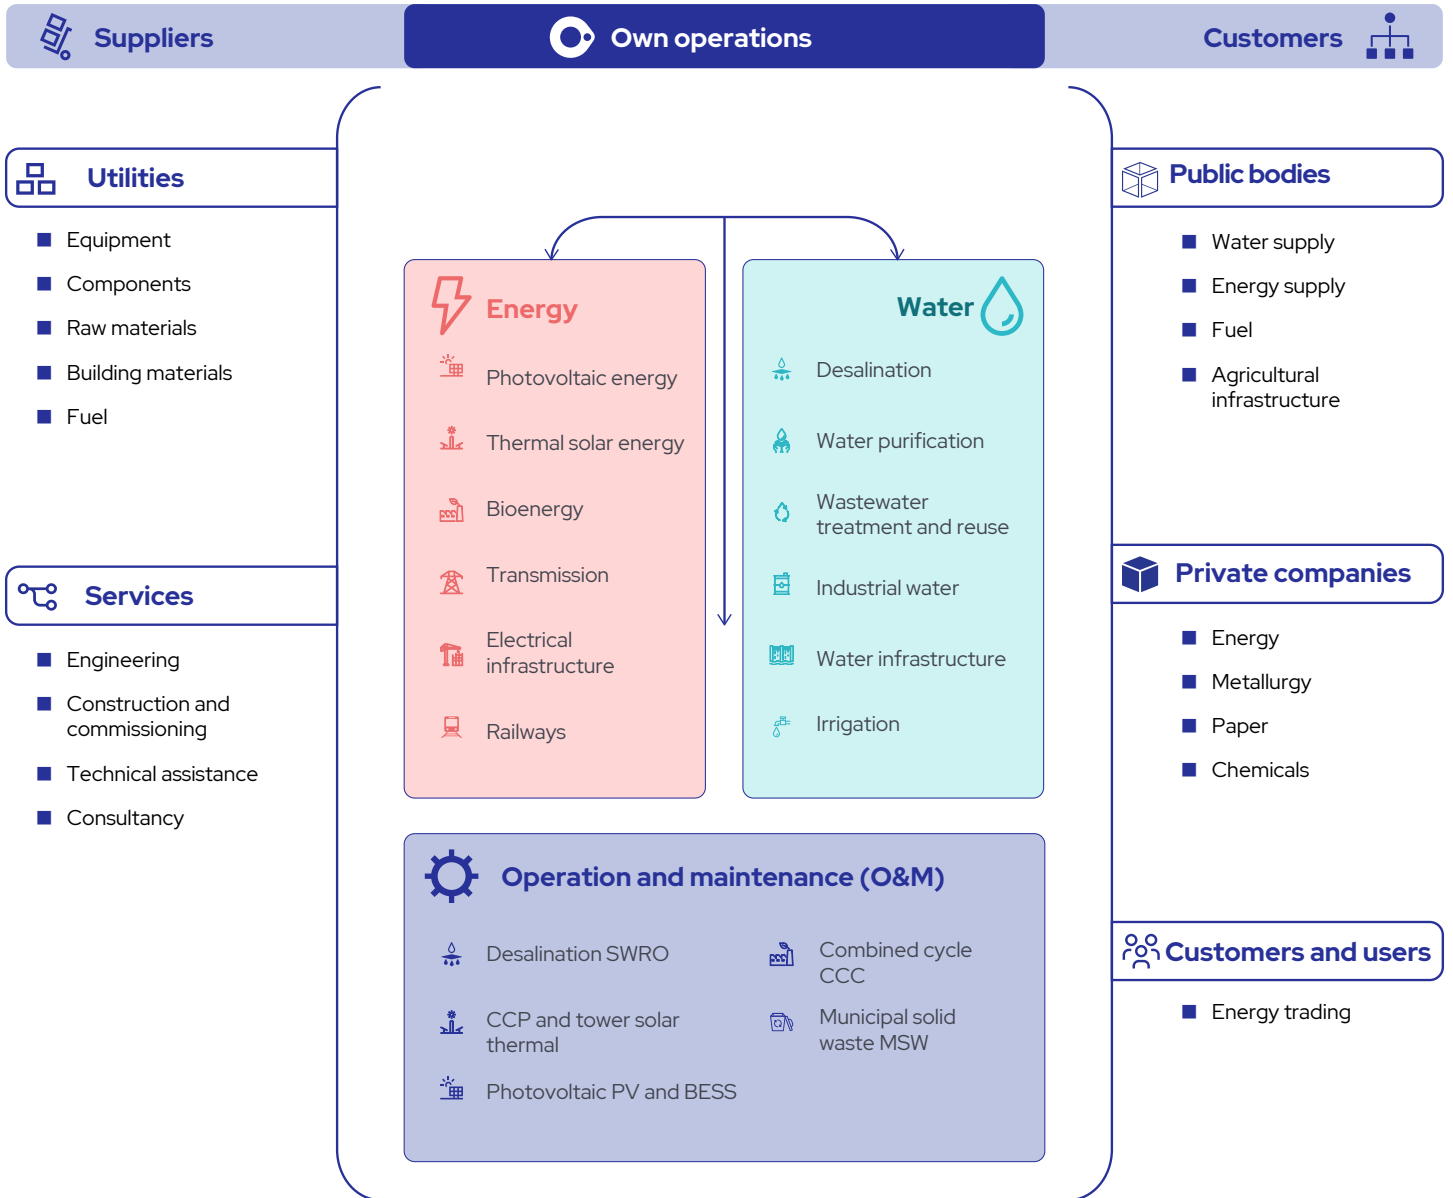 Suppliers
Own operations
Customers
Utilities
Equipment
Components
Raw materials
Building materials
Fuel
Services
Engineering
Construction and
commissioning
Technical assistance
Consultancy
Energy
Photovoltaic energy
Thermal solar energy
Bioenergy
Transmission
Electrical
infrastructure
Railways
Water
Desalination
Water purification
Wastewater
treatment and reuse
Industrial water
Water infrastructure
Irrigation
Operation and maintenance (O&M)
Desalination SWRO
CCP and tower solar
thermal
Photovoltaic PV and BESS
Combined cycle
CCC
Municipal solid
waste MSW
Public bodies
Water supply
Energy supply
Fuel
Agricultural
infrastructure
Private companies
Energy
Metallurgy
Paper
Chemicals
Customers and users
Energy trading